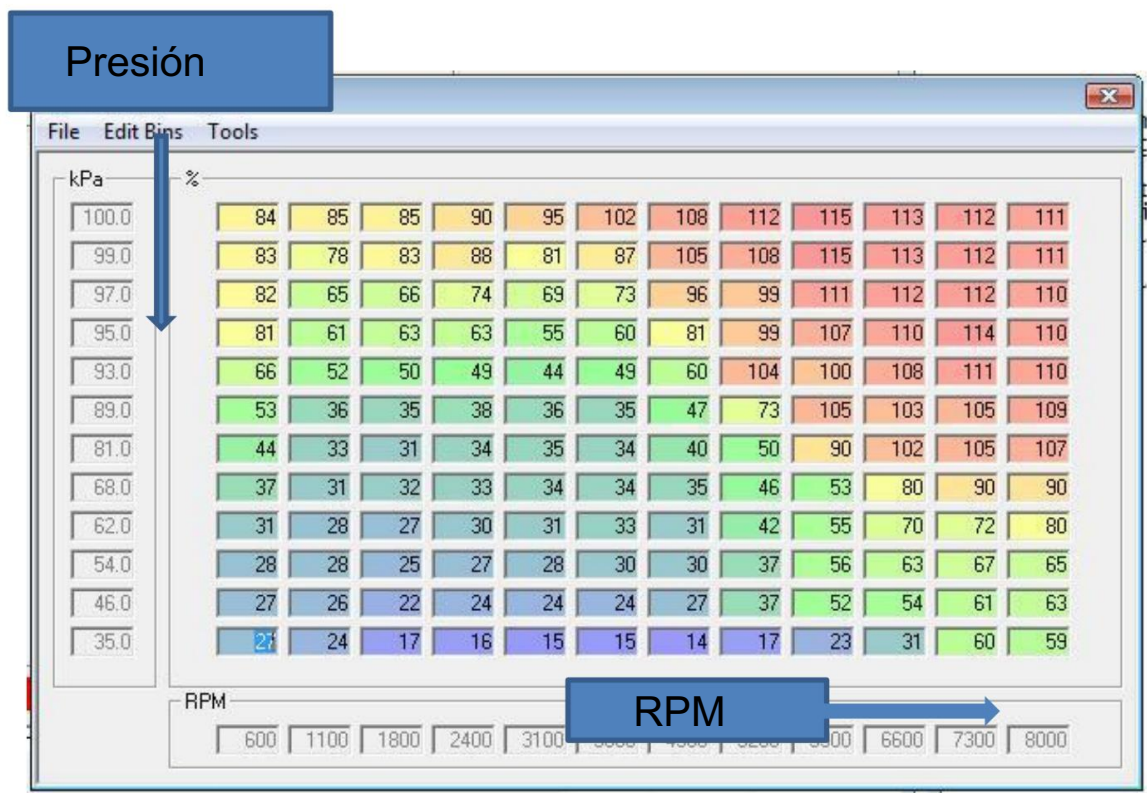 Presión
File Edit Bins Tools
kPa %
100.0 84 85 85 90 95 102 108 112 115 113 112 111
99.0 83 78 83 88 81 87 105 108 115 113 112 111
97.0 82 65 66 74 69 73 96 99 111 112 112 110
95.0 81 61 63 63 55 60 81 99 107 110 114 110
93.0 66 52 50 49 44 49 60 104 100 108 111 110
89.0 53 36 35 38 36 35 47 73 105 103 105 109
81.0 44 33 31 34 35 34 40 50 90 102 105 107
68.0 37 31 32 33 34 34 35 46 53 80 90 90
62.0 31 28 27 30 31 33 31 42 55 70 72 80
54.0 28 28 25 27 28 30 30 37 56 63 67 65
46.0 27 26 22 24 24 24 27 37 52 54 61 63
35.0 27 24 17 16 15 15 14 17 23 31 60 59
RPM
RPM
600 1100 1800 2400 3100 6600 7300 8000